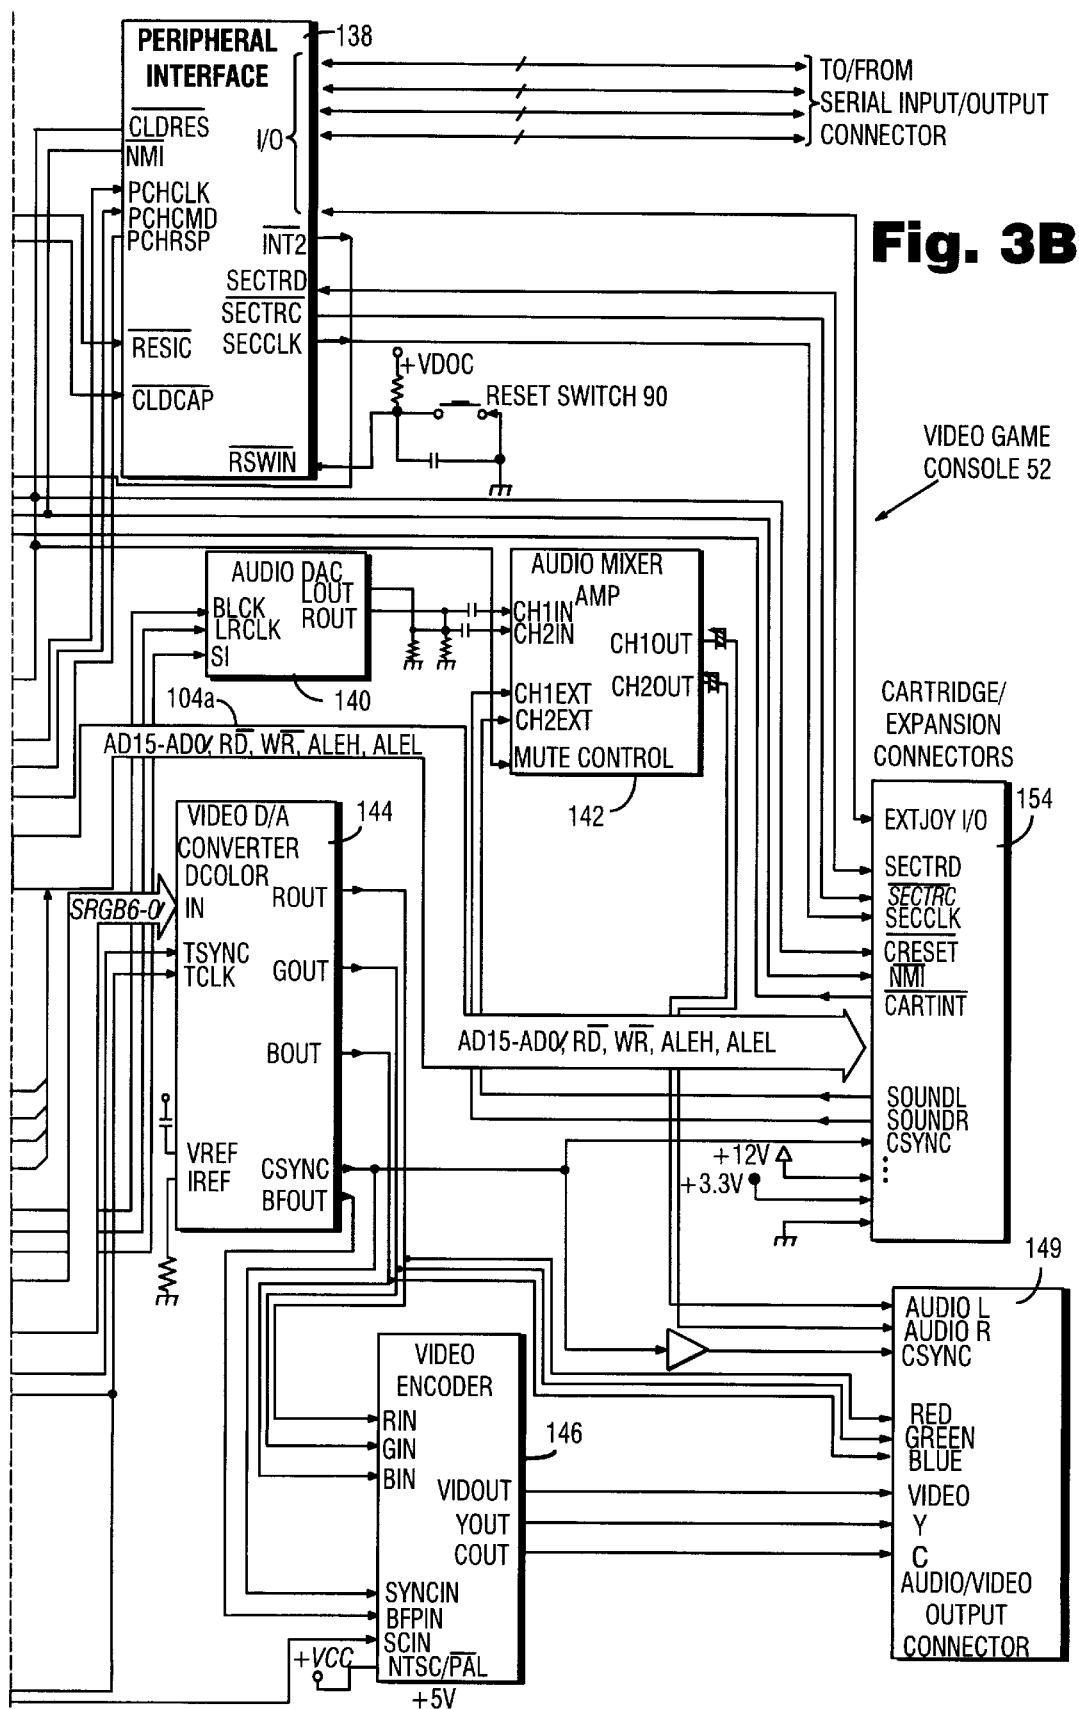 PERIPHERAL
INTERFACE
138
TO/FROM
SERIAL INPUT/OUTPUT
CONNECTOR
I/O
CLDRES
NMI
PCHCLK
PCHCMD
PCHRSP
INT2
SECTRD
SECTRC
SECCLK
RESIC
CLDCAP
RSWIN
Fig. 3B
+VDOC
RESET SWITCH 90
VIDEO GAME
CONSOLE 52
AUDIO DAC
LOUT
ROUT
BLCK
LRCLK
SI
140
AUDIO MIXER
AMP
CH1IN
CH2IN
CH1OUT
CH2OUT
CH1EXT
CH2EXT
MUTE CONTROL
142
104a
AD15-AD0, RD, WR, ALEH, ALEL
CARTRIDGE/
EXPANSION
CONNECTORS
154
EXTJOY I/O
SECTRD
SECTRC
SECCLK
CRESET
NMI
CARTINT
AD15-AD0, RD, WR, ALEH, ALEL
SOUNDL
SOUNDR
CSYNC
+12V
+3.3V
VIDEO D/A
CONVERTER
144
DCOLOR
IN
SRGB6-0
ROUT
TSYNC
TCLK
GOUT
BOUT
VREF
IREF
CSYNC
BFOUT
149
AUDIO L
AUDIO R
CSYNC
RED
GREEN
BLUE
VIDEO
Y
C
AUDIO/VIDEO
OUTPUT
CONNECTOR
VIDEO
ENCODER
146
RIN
GIN
BIN
VIDOUT
YOUT
COUT
SYNCIN
BFPIN
SCIN
NTSC/PAL
+VCC
+5V